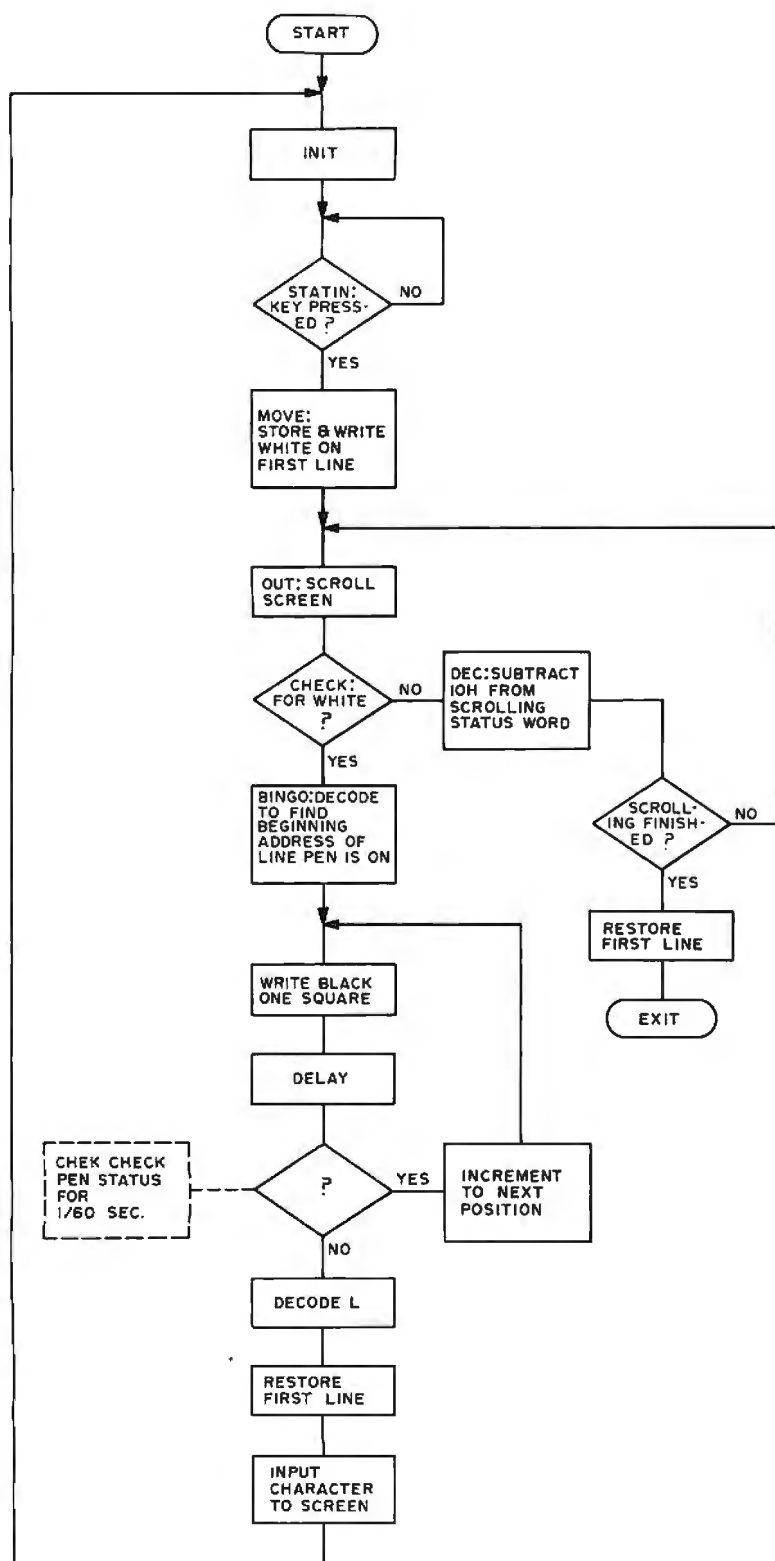 START
INIT
STATIN:
KEY PRESS-
ED ?
NO
YES
MOVE:
STORE & WRITE
WHITE ON
FIRST LINE
OUT: SCROLL
SCREEN
CHECK:
FOR WHITE
?
NO
DEC: SUBTRACT
IOH FROM
SCROLLING
STATUS WORD
YES
BINGO: DECODE
TO FIND
BEGINNING
ADDRESS OF
LINE PEN IS ON
SCROLL-
ING FINISH-
ED ?
NO
YES
RESTORE
FIRST LINE
EXIT
WRITE BLACK
ONE SQUARE
DELAY
CHEK CHECK
PEN STATUS
FOR
1/60 SEC.
?
YES
INCREMENT
TO NEXT
POSITION
NO
DECODE L
RESTORE
FIRST LINE
INPUT
CHARACTER
TO SCREEN